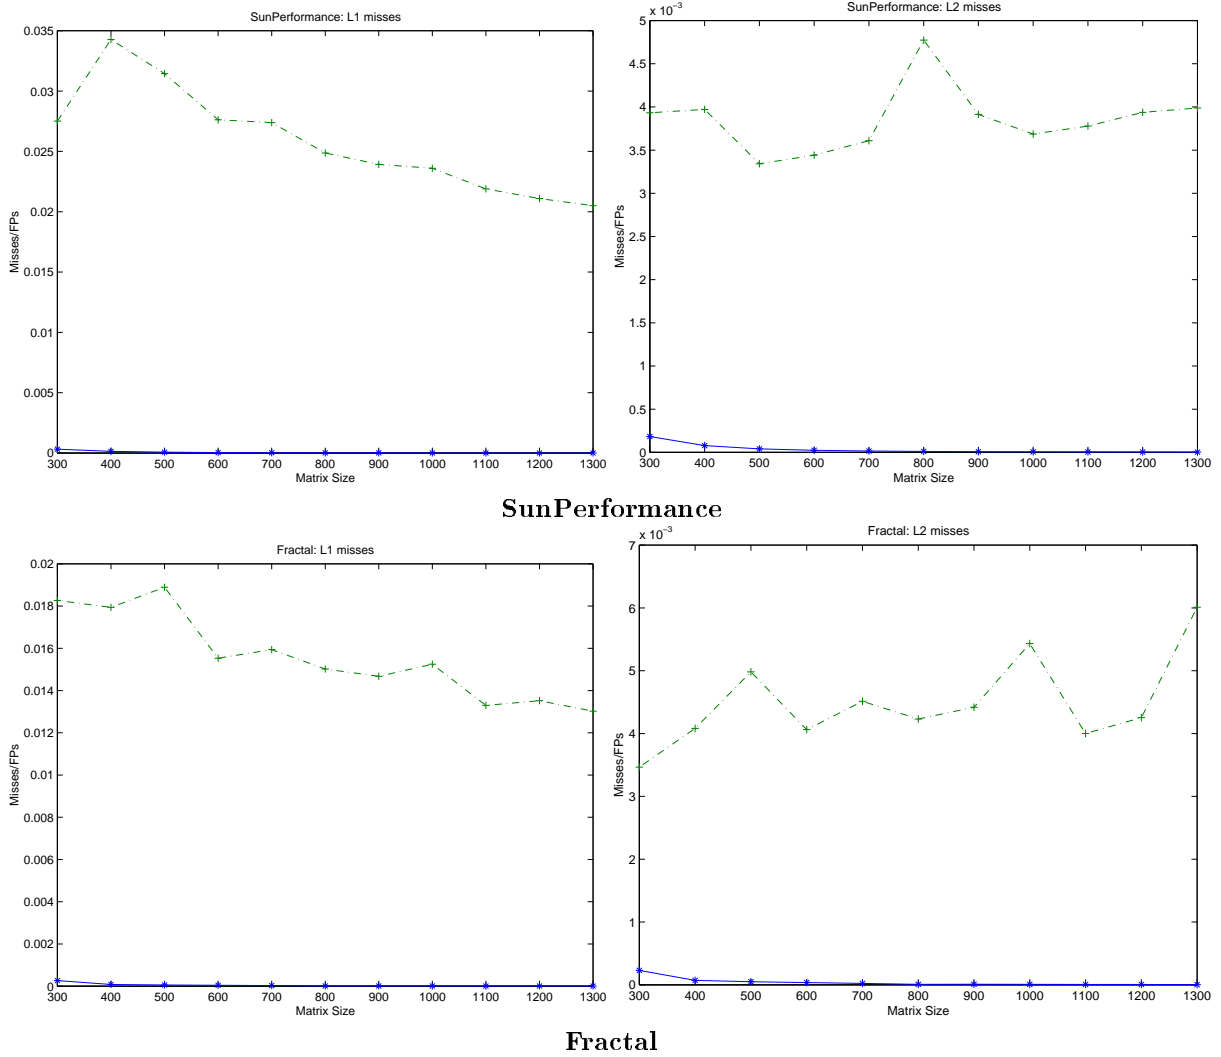 SunPerformance: L1 misses
0.035
0.03
0.025
0.02
0.015
0.01
0.005
0
Misses/FPs
300 400 500 600 700 800 900 1000 1100 1200 1300
Matrix Size
SunPerformance: L2 misses
x 10⁻³
5
4.5
4
3.5
3
2.5
2
1.5
1
0.5
0
Misses/FPs
300 400 500 600 700 800 900 1000 1100 1200 1300
Matrix Size
SunPerformance
Fractal: L1 misses
0.02
0.018
0.016
0.014
0.012
0.01
0.008
0.006
0.004
0.002
0
Misses/FPs
300 400 500 600 700 800 900 1000 1100 1200 1300
Matrix Size
Fractal: L2 misses
x 10⁻³
7
6
5
4
3
2
1
0
Misses/FPs
300 400 500 600 700 800 900 1000 1100 1200 1300
Matrix Size
Fractal